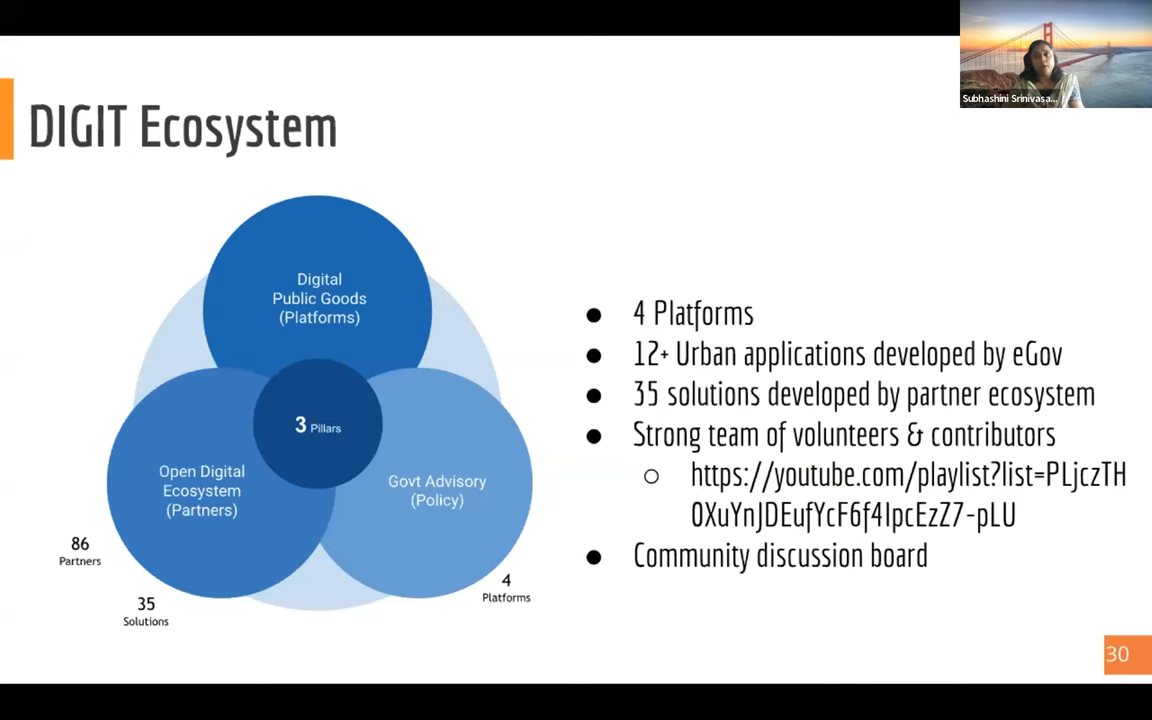 Subhashini Srinivasa...
DIGIT Ecosystem
Digital
Public Goods
(Platforms)
3 Pillars
Open Digital
Ecosystem
(Partners)
Govt Advisory
(Policy)
86
Partners
35
Solutions
4
Platforms
● 4 Platforms
● 12+ Urban applications developed by eGov
● 35 solutions developed by partner ecosystem
● Strong team of volunteers & contributors
○ https://youtube.com/playlist?list=PLjczTH
0XuYnJDEufYcF6f4IpcEzZ7-pLU
● Community discussion board
30